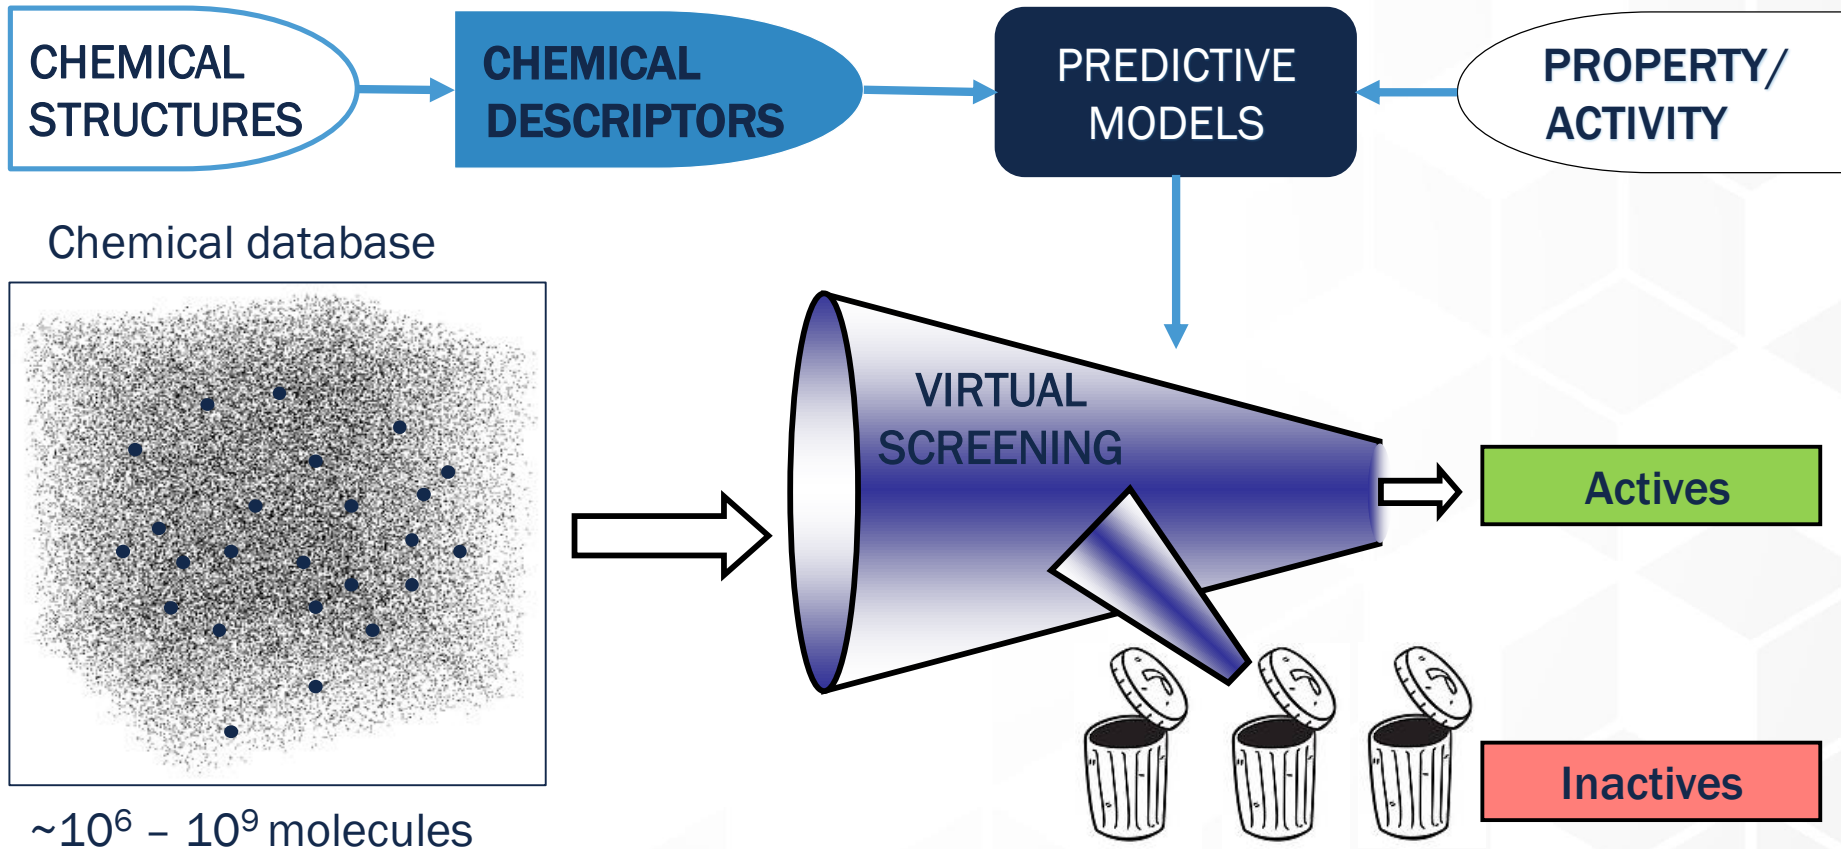 CHEMICAL
STRUCTURES
CHEMICAL
DESCRIPTORS
PREDICTIVE
MODELS
PROPERTY/
ACTIVITY
Chemical database
~10⁶ – 10⁹ molecules
VIRTUAL
SCREENING
Actives
Inactives